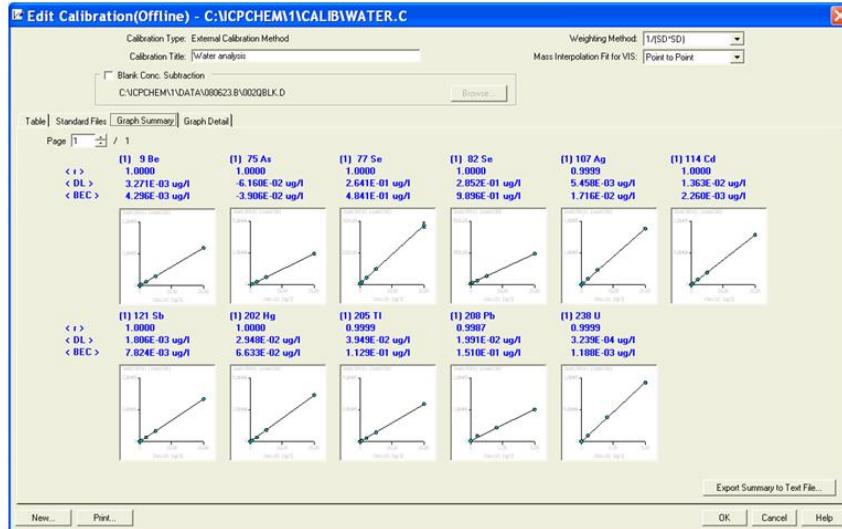 Edit Calibration(Offline) - C:\ICPCHEM\1\CALIB\WATER.C
Calibration Type: External Calibration Method
Weighting Method: 1/(SD*SD)
Calibration Title: Water analysis
Mass Interpolation Fit for VIS: Point to Point
Blank Conc. Subtraction
C:\ICPCHEM\1\DATA\080623.B\002QBLK.D
Browse...
Table Standard Files Graph Summary Graph Detail
Page 1 / 1
(1) 9 Be (1) 75 As (1) 77 Se (1) 82 Se (1) 107 Ag (1) 114 Cd
< r > 1.0000 1.0000 1.0000 1.0000 0.9999 1.0000
< DL > 3.271E-03 ug/l -6.160E-02 ug/l 2.641E-01 ug/l 2.852E-01 ug/l 5.458E-03 ug/l 1.363E-02 ug/l
< BEC > 4.296E-03 ug/l -3.906E-02 ug/l 4.841E-01 ug/l 9.896E-01 ug/l 1.716E-02 ug/l 2.260E-03 ug/l
(1) 121 Sb (1) 202 Hg (1) 205 Tl (1) 208 Pb (1) 238 U
< r > 1.0000 1.0000 0.9999 0.9987 0.9999
< DL > 1.806E-03 ug/l 2.948E-02 ug/l 3.949E-02 ug/l 1.991E-02 ug/l 3.239E-04 ug/l
< BEC > 7.824E-03 ug/l 6.633E-02 ug/l 1.129E-01 ug/l 1.510E-01 ug/l 1.188E-03 ug/l
Export Summary to Text File...
New... Print... OK Cancel Help